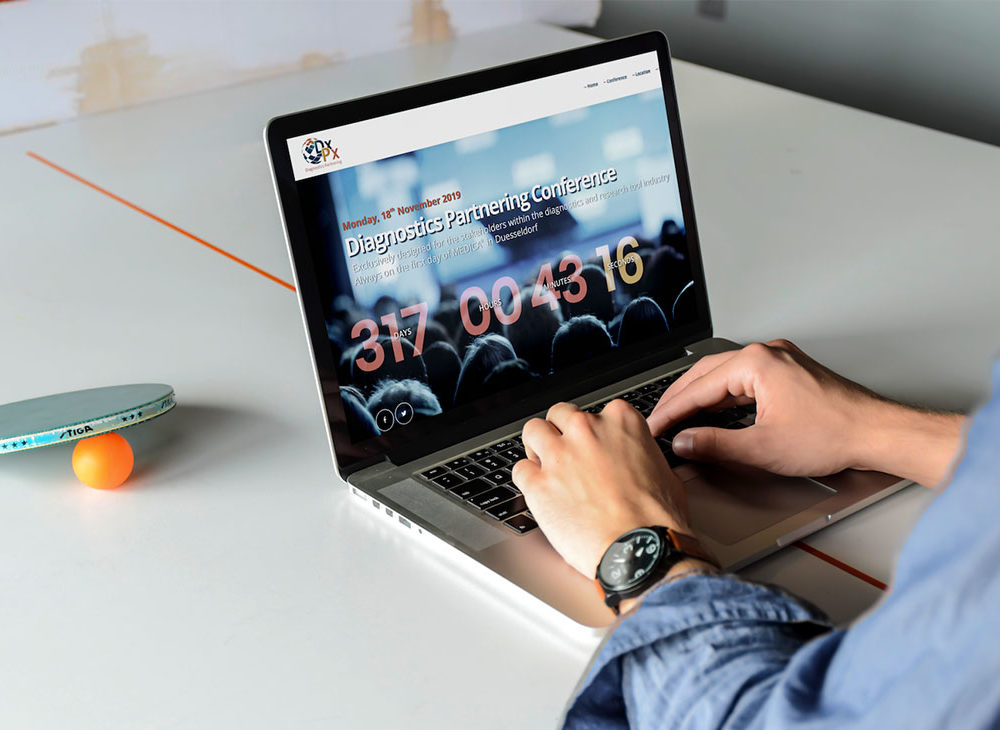 Home
Conference
Location
Dx
Px
Diagnostics Partnering
Monday, 18th November 2019
Diagnostics Partnering Conference
Exclusively designed for the stakeholders within the diagnostics and research tool industry
Always on the first day of MEDICA® in Duesseldorf
317 DAYS 00 HOURS 43 MINUTES 16 SECONDS
STIGA